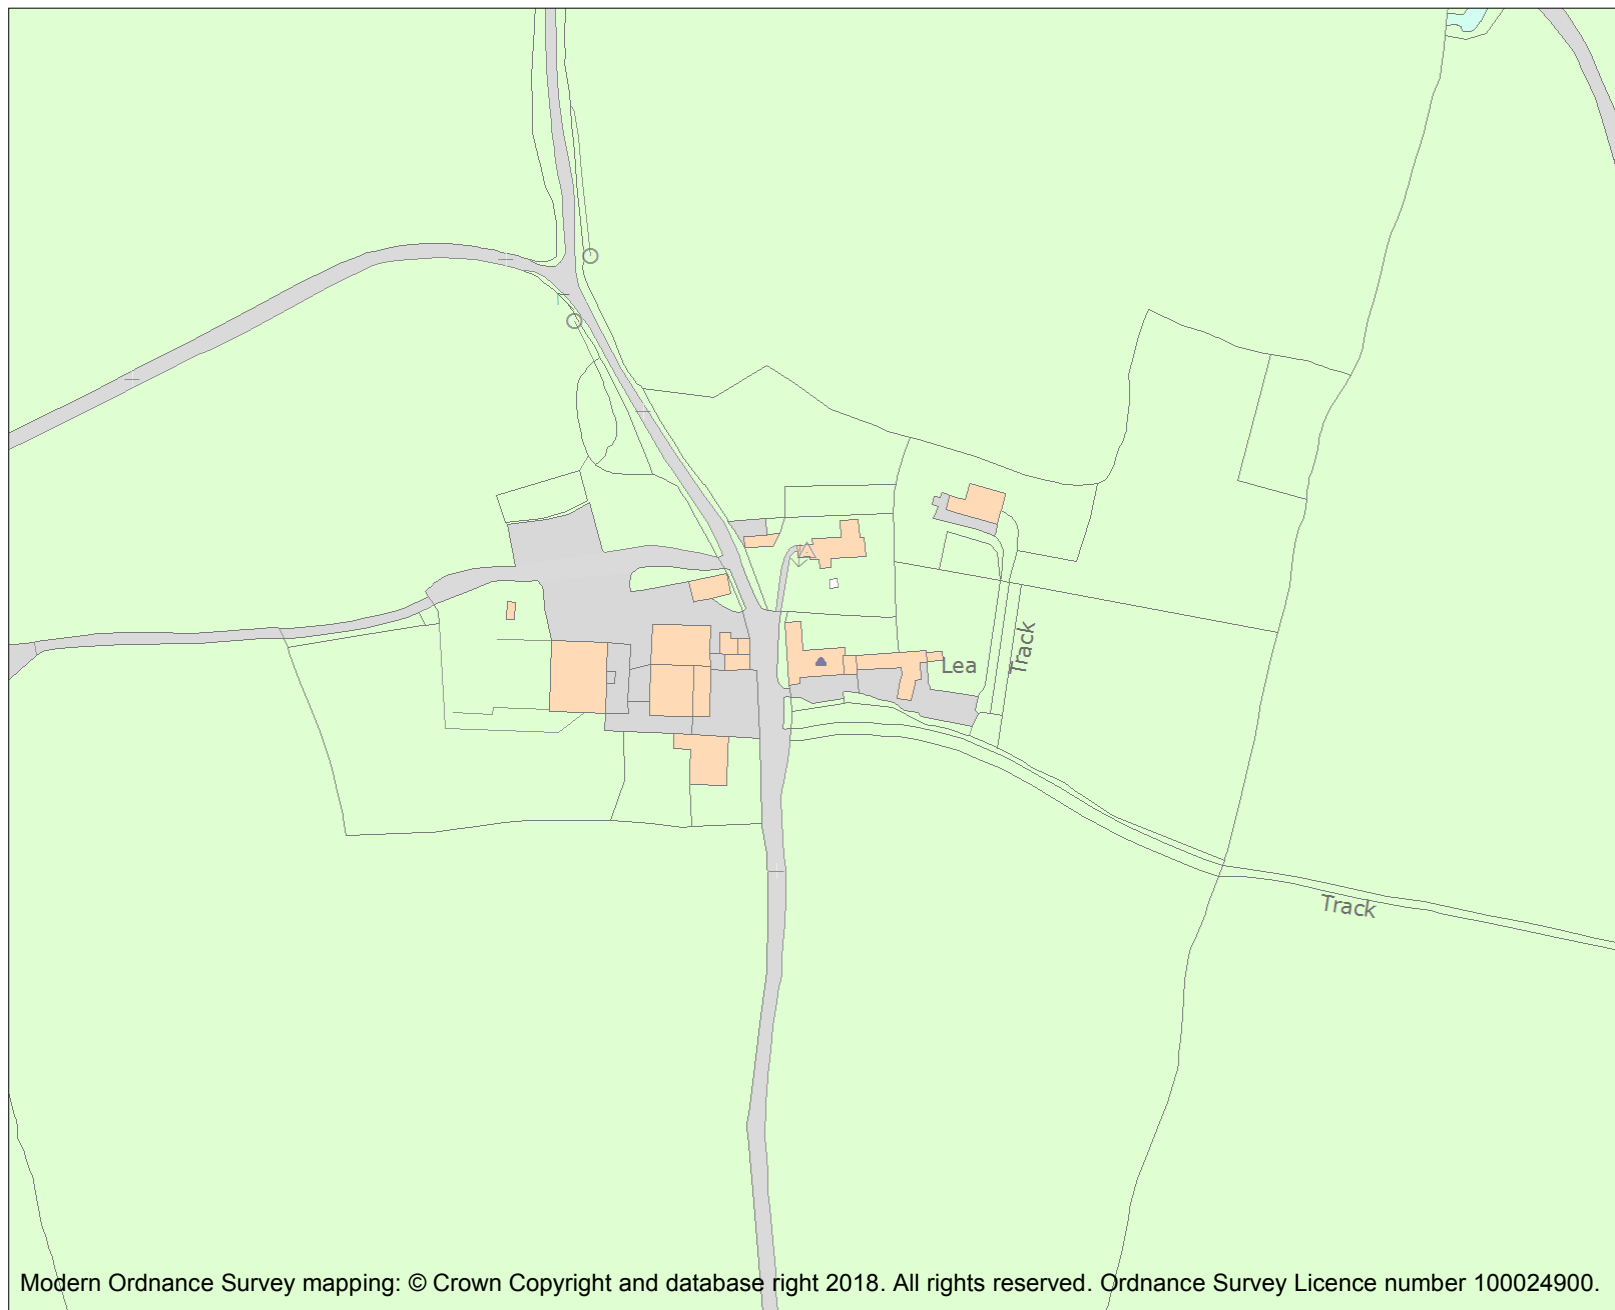 Lea
Track
Track
Modern Ordnance Survey mapping: © Crown Copyright and database right 2018. All rights reserved. Ordnance Survey Licence number 100024900.